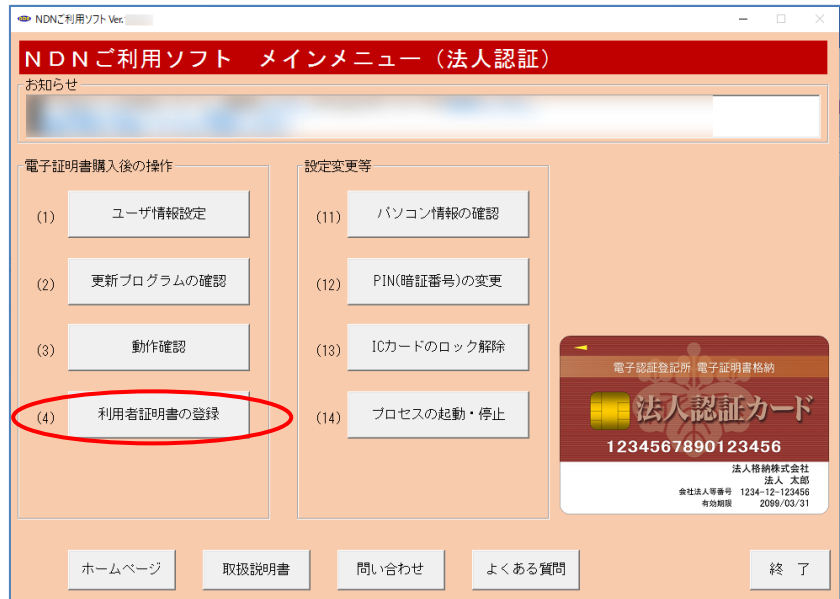 NDNご利用ソフト Ver.
NDNご利用ソフト メインメニュー（法人認証）
お知らせ
電子証明書購入後の操作
(1) ユーザ情報設定
(2) 更新プログラムの確認
(3) 動作確認
(4) 利用者証明書の登録
設定変更等
(11) パソコン情報の確認
(12) PIN(暗証番号)の変更
(13) ICカードのロック解除
(14) プロセスの起動・停止
電子認証登記所 電子証明書格納
法人認証カード
1234567890123456
法人格納株式会社
法人 太郎
会社法人等番号 1234-12-123456
有効期限 2099/03/31
ホームページ 取扱説明書 問い合わせ よくある質問 終 了